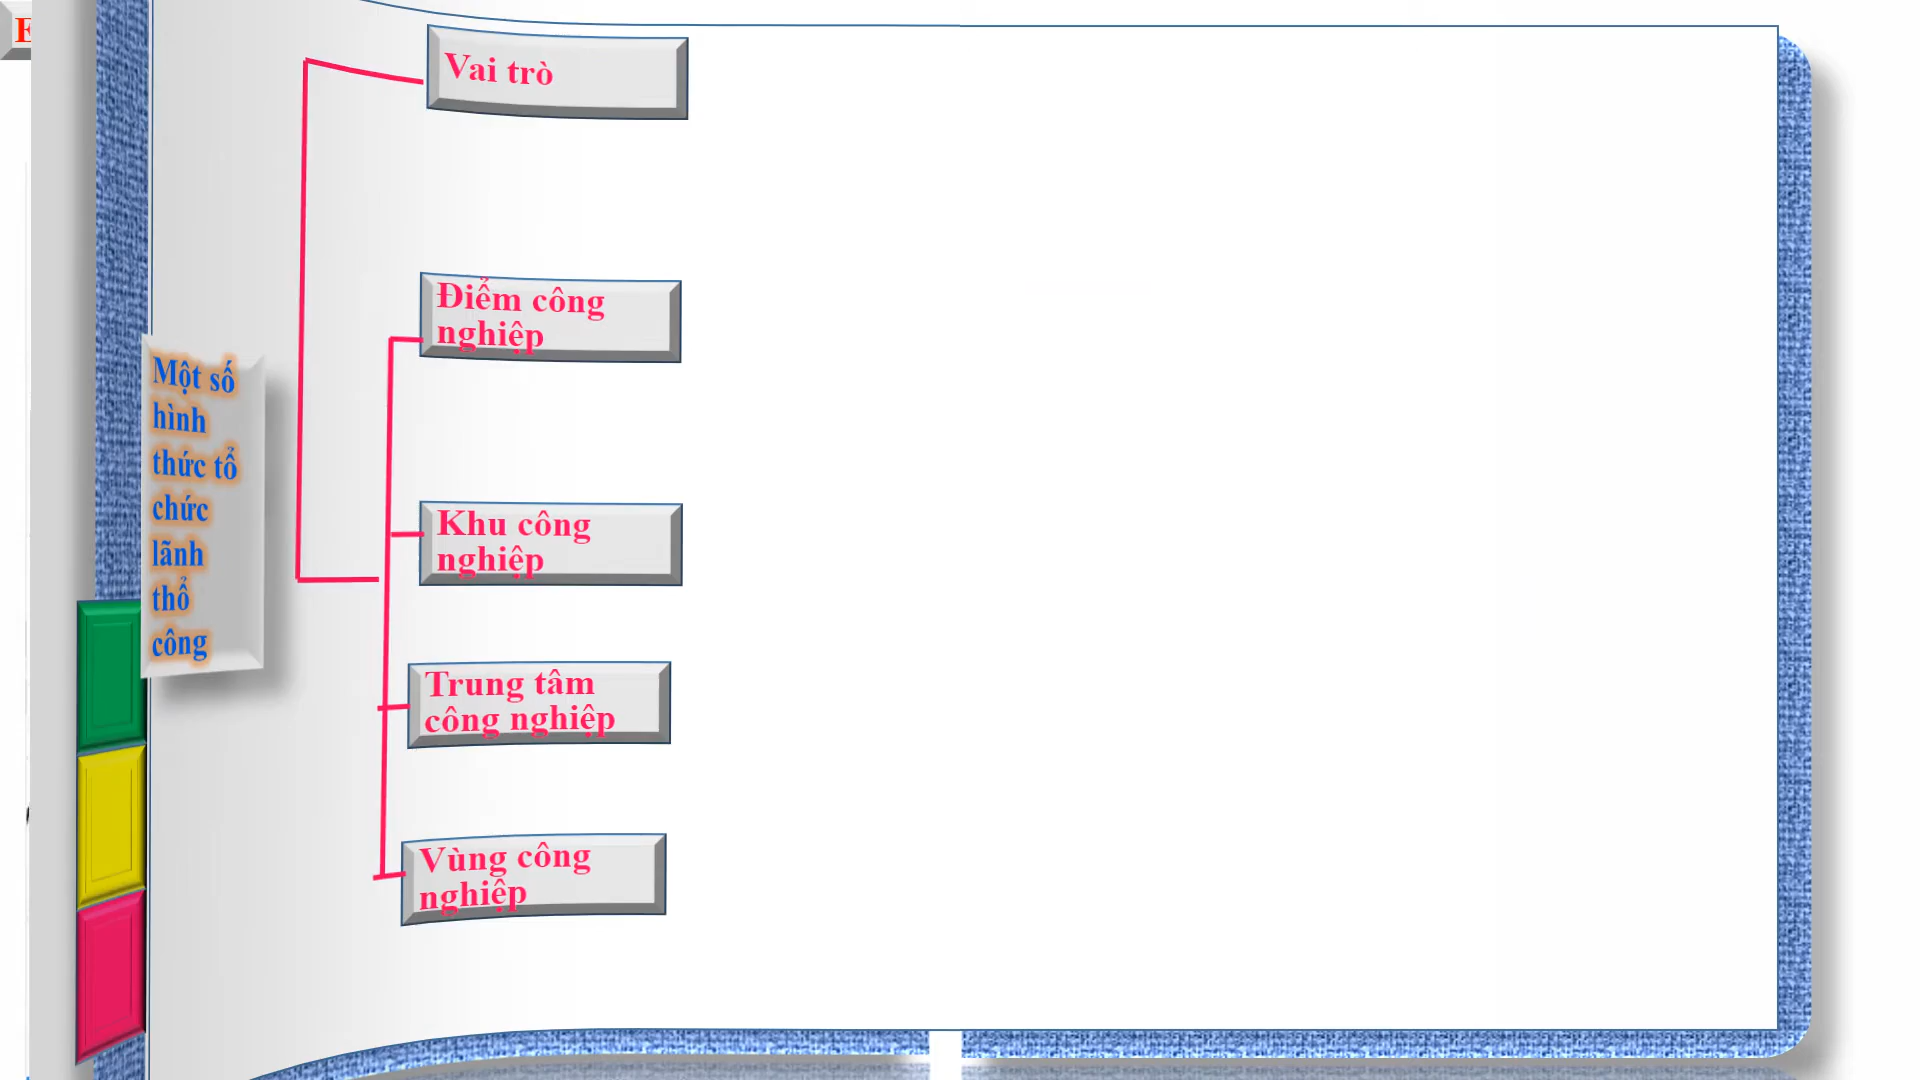 Vai trò
Điểm công
nghiệp
Một số
hình
thức tổ
chức
lãnh
thổ
công
Khu công
nghiệp
Trung tâm
công nghiệp
Vùng công
nghiệp